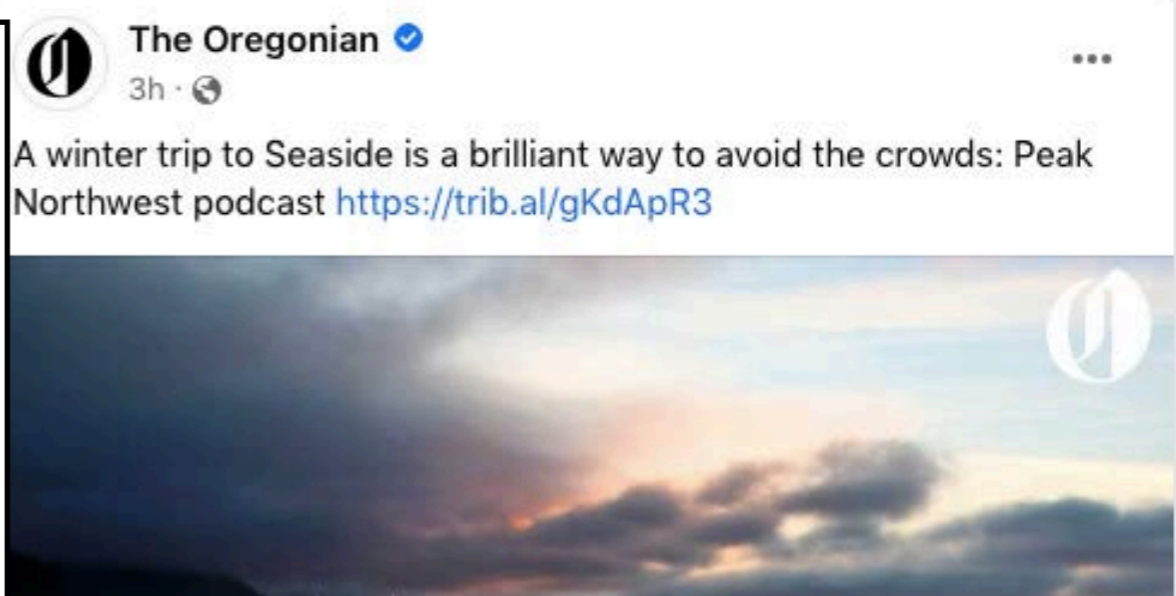 The Oregonian
3h ·
A winter trip to Seaside is a brilliant way to avoid the crowds: Peak
Northwest podcast https://trib.al/gKdApR3